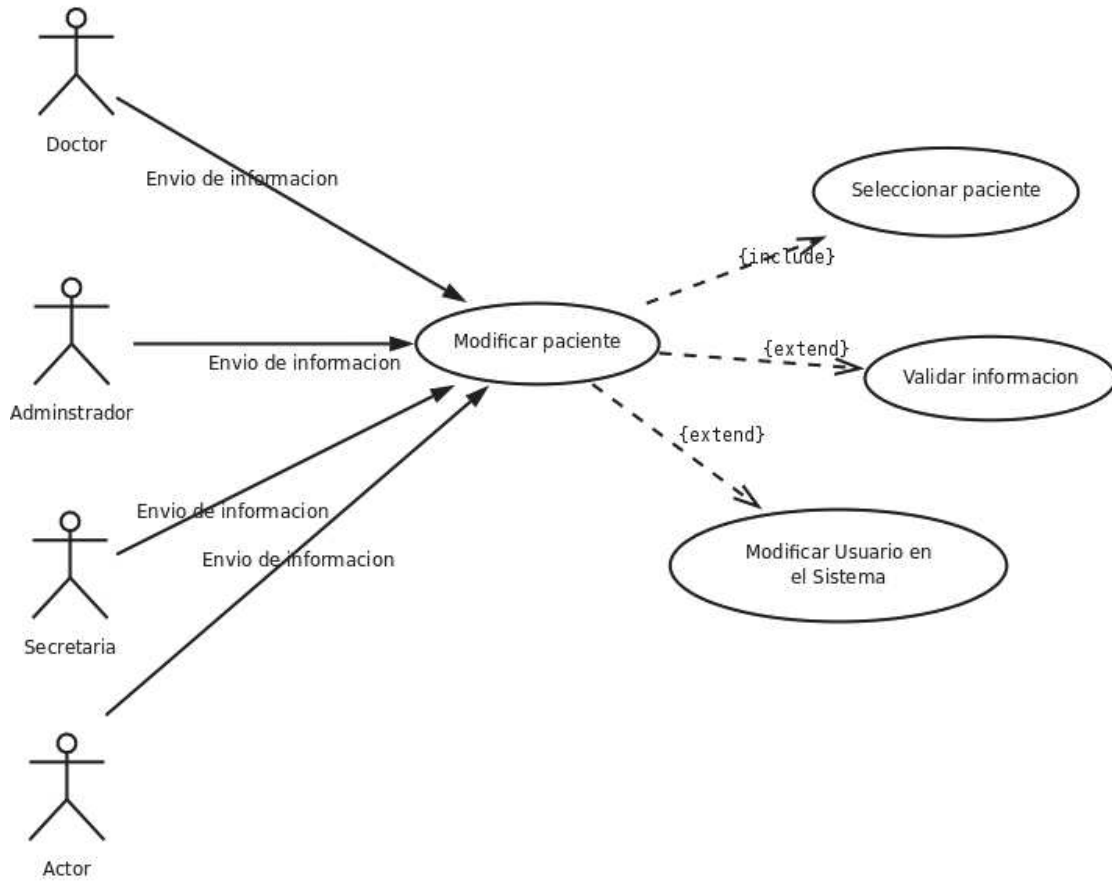 Doctor
Envio de informacion
Seleccionar paciente
{include}
Modificar paciente
{extend}
Envio de informacion
Validar informacion
Adminstrador
{extend}
Envio de informacion
Envio de informacion
Modificar Usuario en
el Sistema
Secretaria
Actor